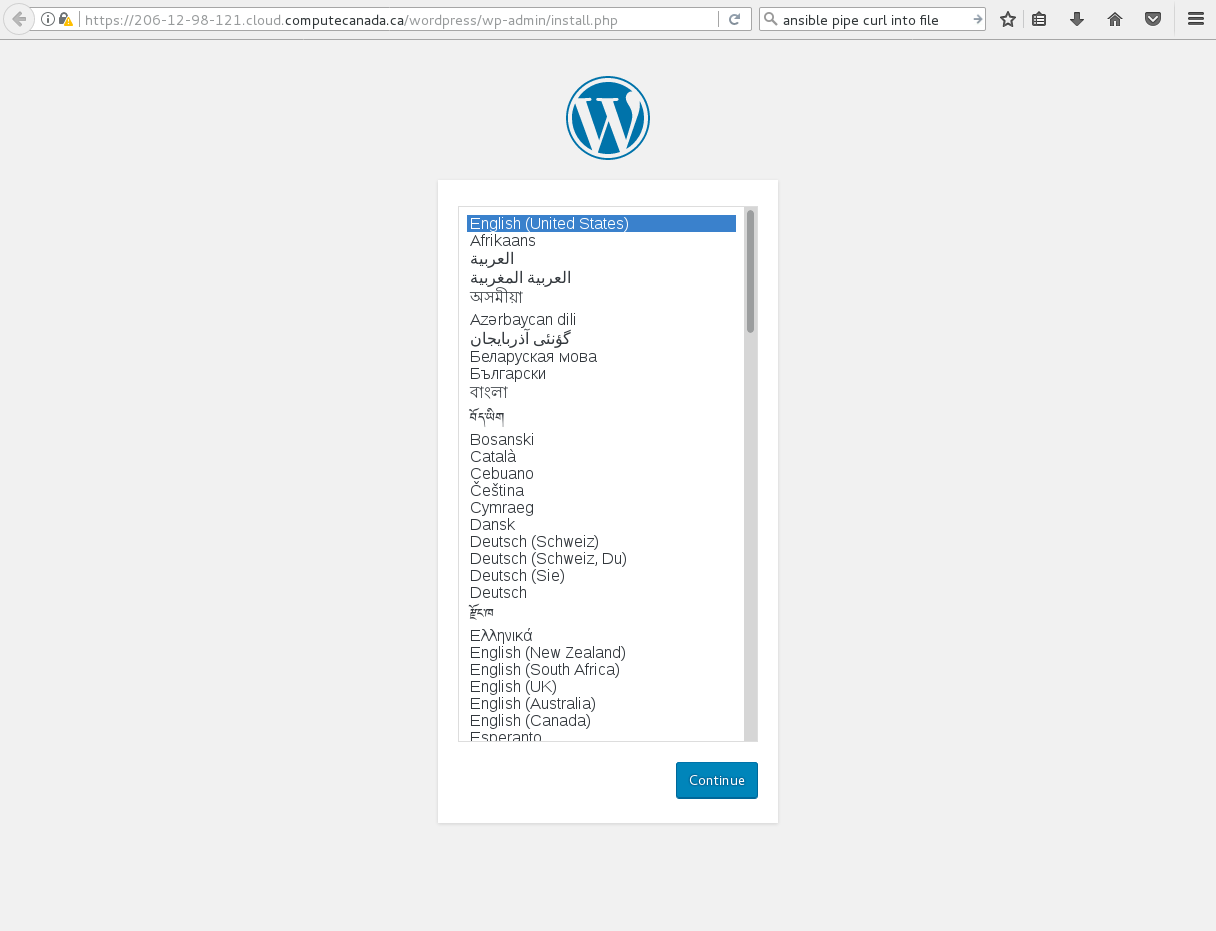 https://206-12-98-121.cloud.computecanada.ca/wordpress/wp-admin/install.php
ansible pipe curl into file
English (United States)
Afrikaans
العربية
العربية المغربية
অসমীয়া
Azərbaycan dili
گؤنئی آذربایجان
Беларуская мова
Български
বাংলা
བོད་ཡིག
Bosanski
Català
Cebuano
Čeština
Cymraeg
Dansk
Deutsch (Schweiz)
Deutsch (Schweiz, Du)
Deutsch (Sie)
Deutsch
རྫོང་ཁ
Ελληνικά
English (New Zealand)
English (South Africa)
English (UK)
English (Australia)
English (Canada)
Esperanto
Continue